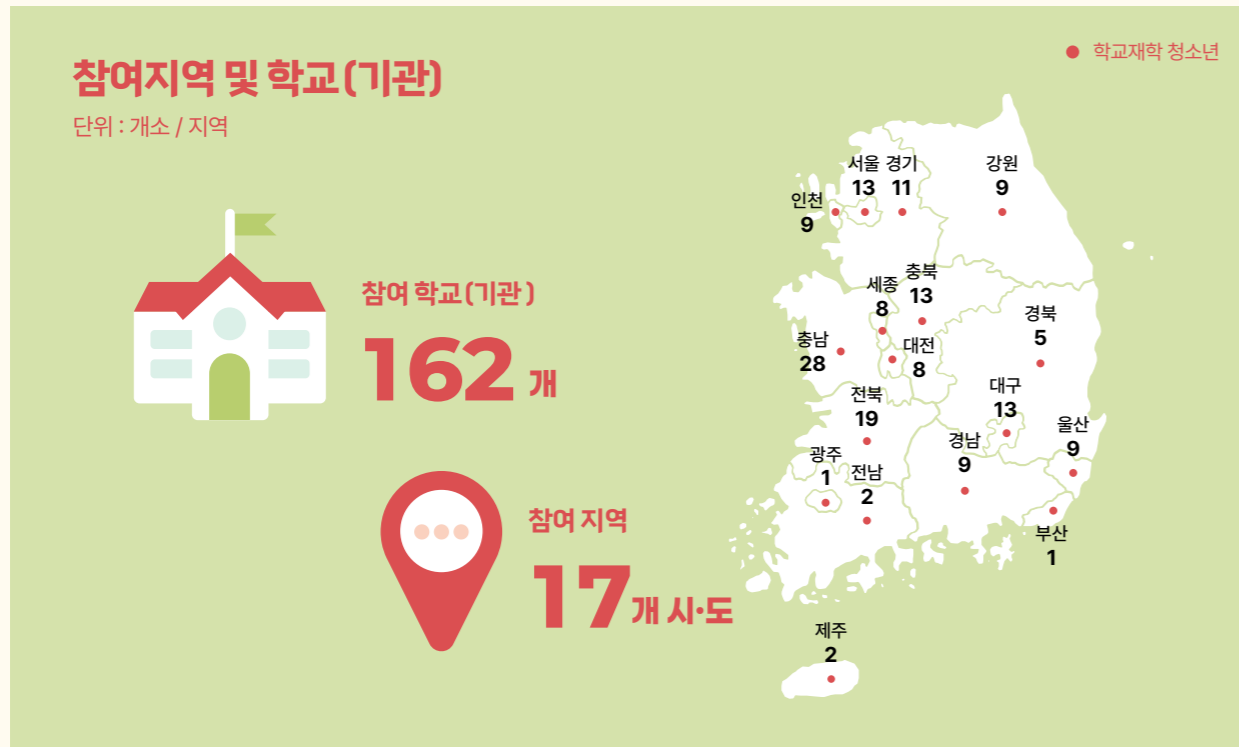 참여지역 및 학교(기관)
단위 : 개소 / 지역
학교재학 청소년
참여 학교(기관)
162 개
참여 지역
17개 시·도
서울
13
경기
11
강원
9
인천
9
충북
13
세종
8
경북
5
충남
28
대전
8
대구
13
전북
19
울산
9
경남
9
광주
1
전남
2
부산
1
제주
2